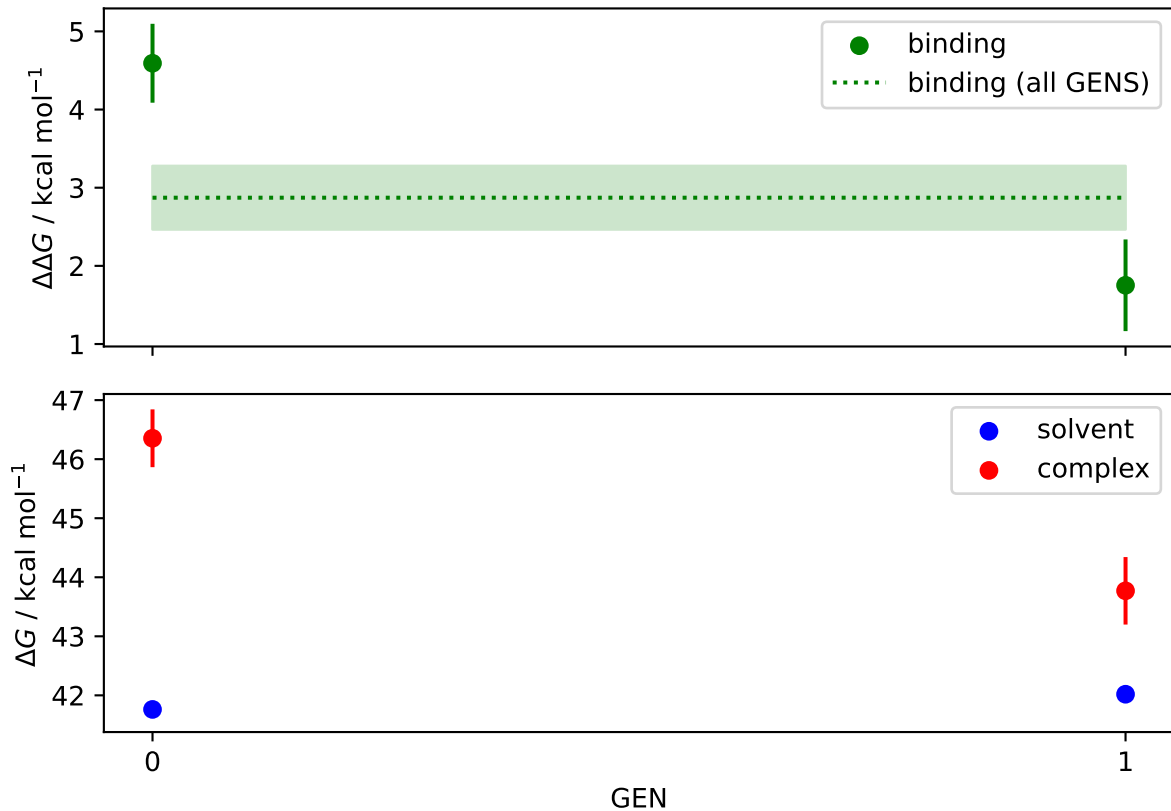 5
4
3
2
1
ΔΔG / kcal mol⁻¹
binding
binding (all GENS)
47
46
45
44
43
42
ΔG / kcal mol⁻¹
solvent
complex
0
1
GEN